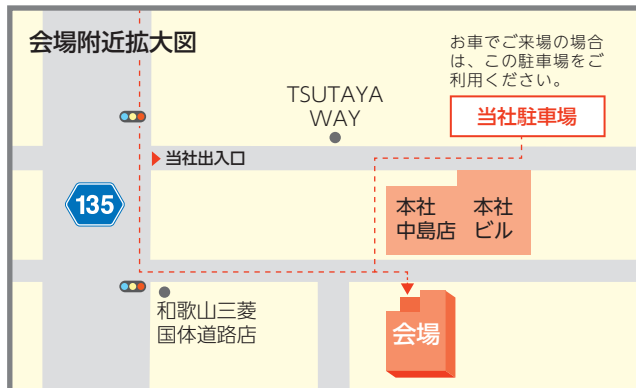 会場附近拡大図
お車でご来場の場合
は、この駐車場をご
利用ください。
当社駐車場
TSUTAYA
WAY
当社出入口
135
本社
中島店
本社
ビル
和歌山三菱
国体道路店
会場